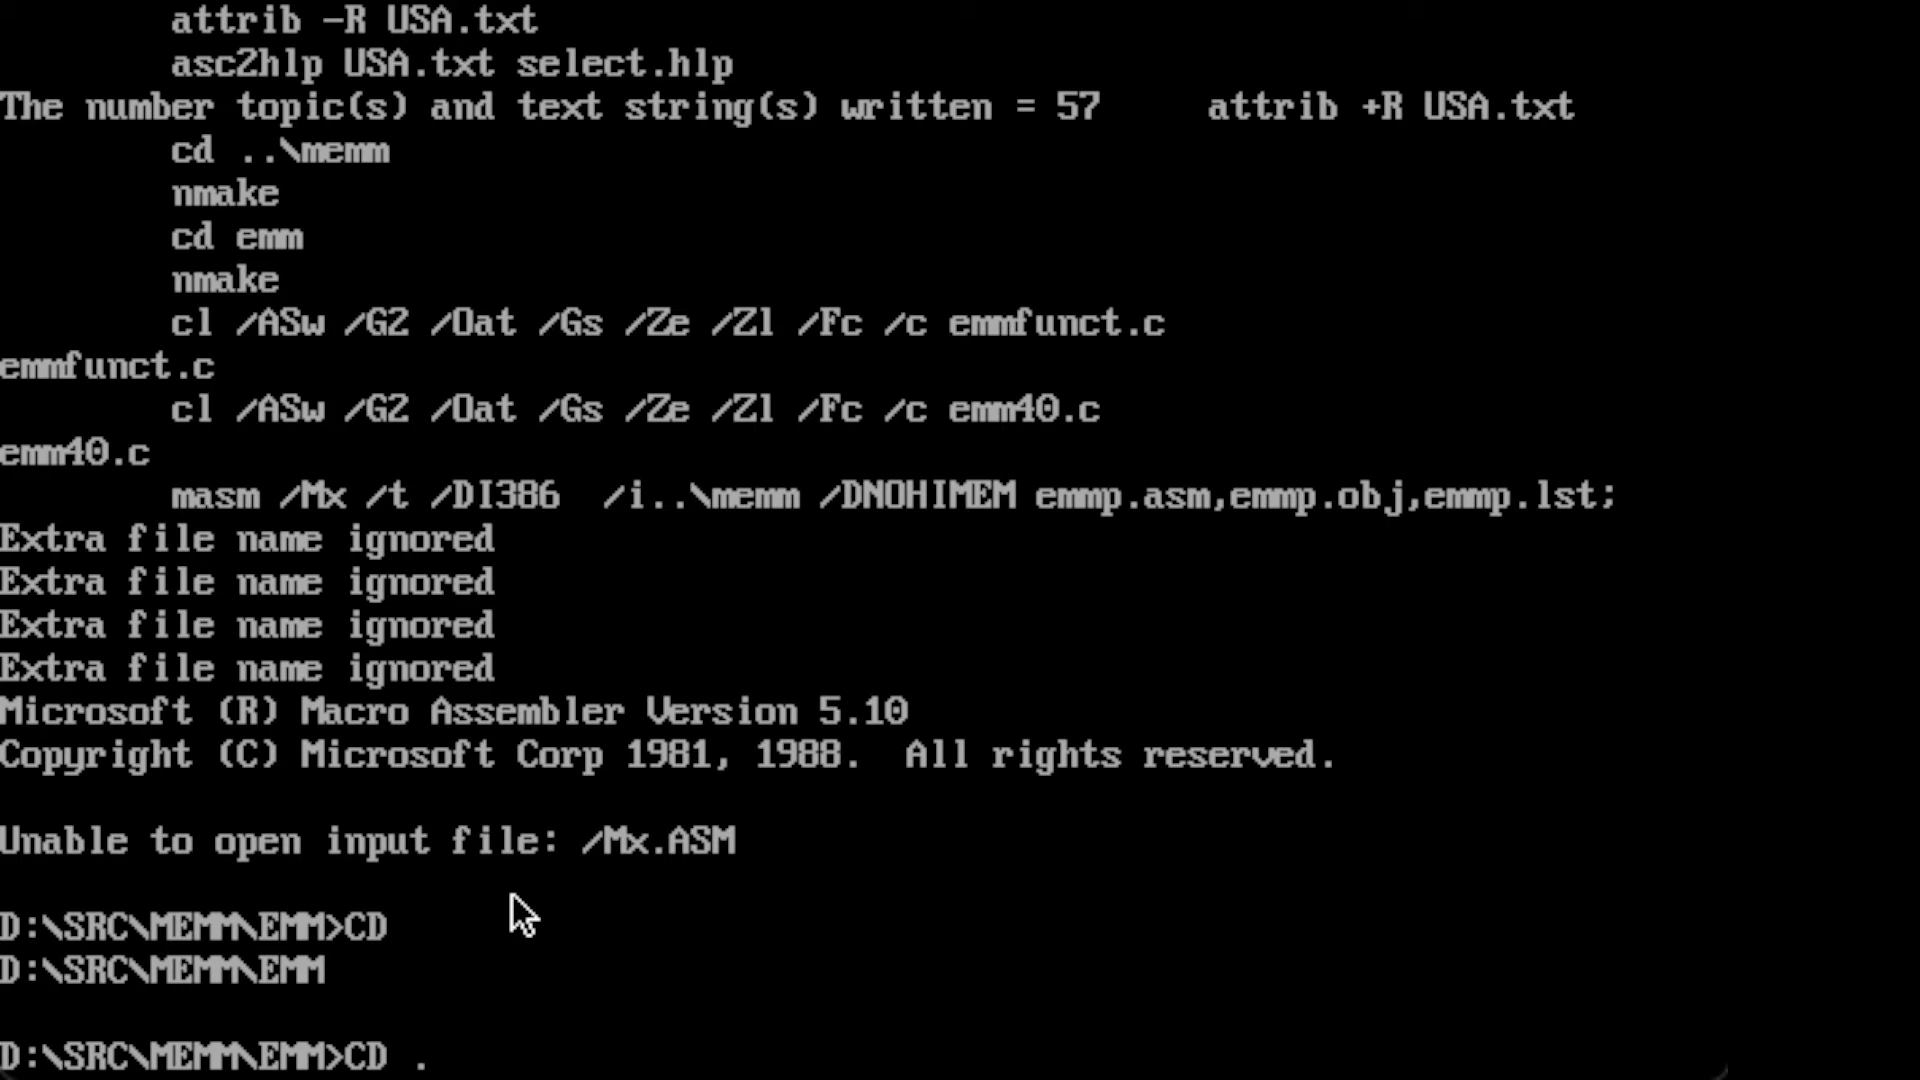 attrib -R USA.txt
asc2hlp USA.txt select.hlp
The number topic(s) and text string(s) written = 57     attrib +R USA.txt
cd ..\memm
nmake
cd emm
nmake
cl /ASw /G2 /Oat /Gs /Ze /Zl /Fc /c emmfunct.c
emmfunct.c
cl /ASw /G2 /Oat /Gs /Ze /Zl /Fc /c emm40.c
emm40.c
masm /Mx /t /DI386  /i..\memm /DNOHIMEM emmp.asm,emmp.obj,emmp.lst;
Extra file name ignored
Extra file name ignored
Extra file name ignored
Extra file name ignored
Microsoft (R) Macro Assembler Version 5.10
Copyright (C) Microsoft Corp 1981, 1988.  All rights reserved.
Unable to open input file: /Mx.ASM
D:\SRC\MEMM\EMM>CD
D:\SRC\MEMM\EMM
D:\SRC\MEMM\EMM>CD .